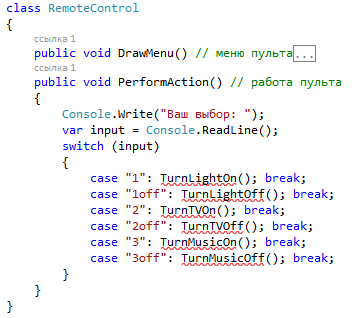 class RemoteControl
{
ссылка 1
public void DrawMenu() // меню пульта...
ссылка 1
public void PerformAction() // работа пульта
{
Console.Write("Ваш выбор: ");
var input = Console.ReadLine();
switch (input)
{
case "1": TurnLightOn(); break;
case "1off": TurnLightOff(); break;
case "2": TurnTVOn(); break;
case "2off": TurnTVOff(); break;
case "3": TurnMusicOn(); break;
case "3off": TurnMusicOff(); break;
}
}
}